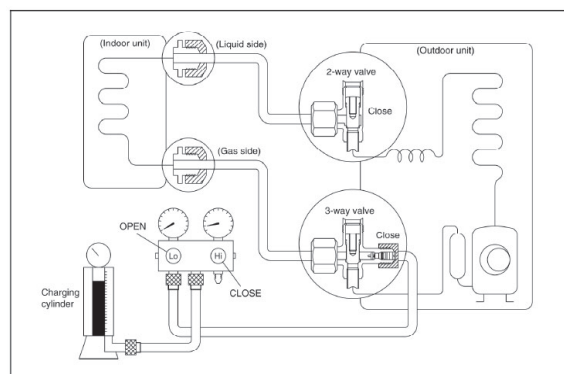 (Indoor unit)
(Liquid side)
(Outdoor unit)
2-way valve
Close
(Gas side)
3-way valve
Close
OPEN
Lo
Hi
CLOSE
Charging
cylinder